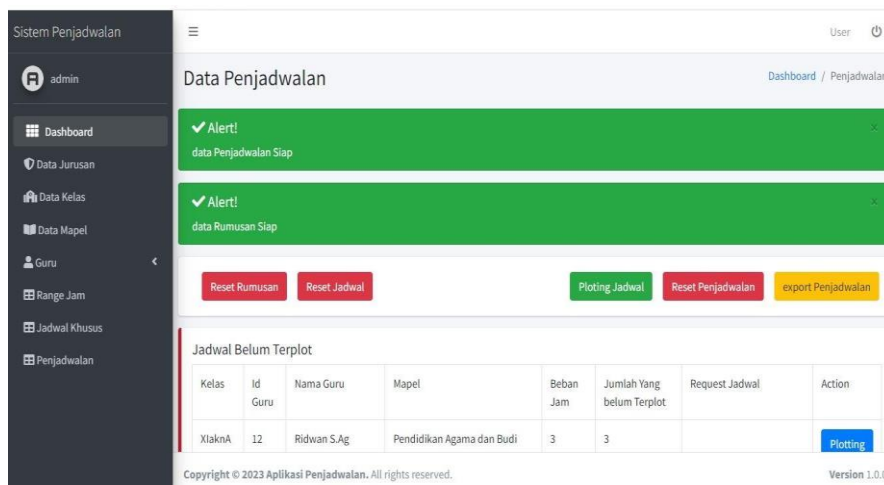 Sistem Penjadwalan
User
admin
Data Penjadwalan
Dashboard / Penjadwalan
Dashboard
Data Jurusan
Data Kelas
Data Mapel
Guru
Range Jam
Jadwal Khusus
Penjadwalan
Alert!
x
data Penjadwalan Siap
Alert!
x
data Rumusan Siap
Reset Rumusan
Reset Jadwal
Ploting Jadwal
Reset Penjadwalan
export Penjadwalan
Jadwal Belum Terplot
Kelas
Id
Guru
Nama Guru
Mapel
Beban
Jam
Jumlah Yang
belum Terplot
Request Jadwal
Action
XIaknA
12
Ridwan S.Ag
Pendidikan Agama dan Budi
3
3
Plotting
Copyright © 2023 Aplikasi Penjadwalan. All rights reserved.
Version 1.0.0